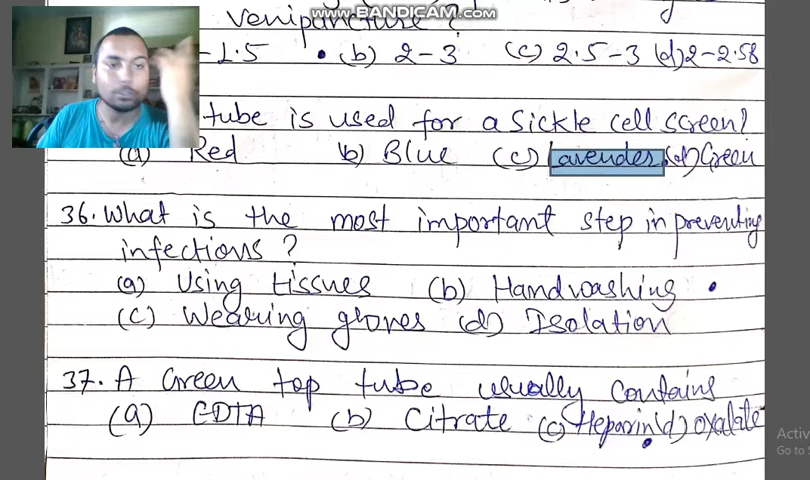 WWW.BANDICAM.COM
venipuncture?
-1.5 (b) 2-3 (c) 2.5-3 (d) 2-2.58
tube is used for a Sickle cell screen?
(a) Red (b) Blue (c) Lavender (d) Green
36. What is the most important step in preventing
infections?
(a) Using tissues (b) Handwashing
(c) Wearing gloves (d) Isolation
37. A Green top tube usually contains
(a) EDTA (b) Citrate (c) Heparin (d) oxalate
Activ
Go to S